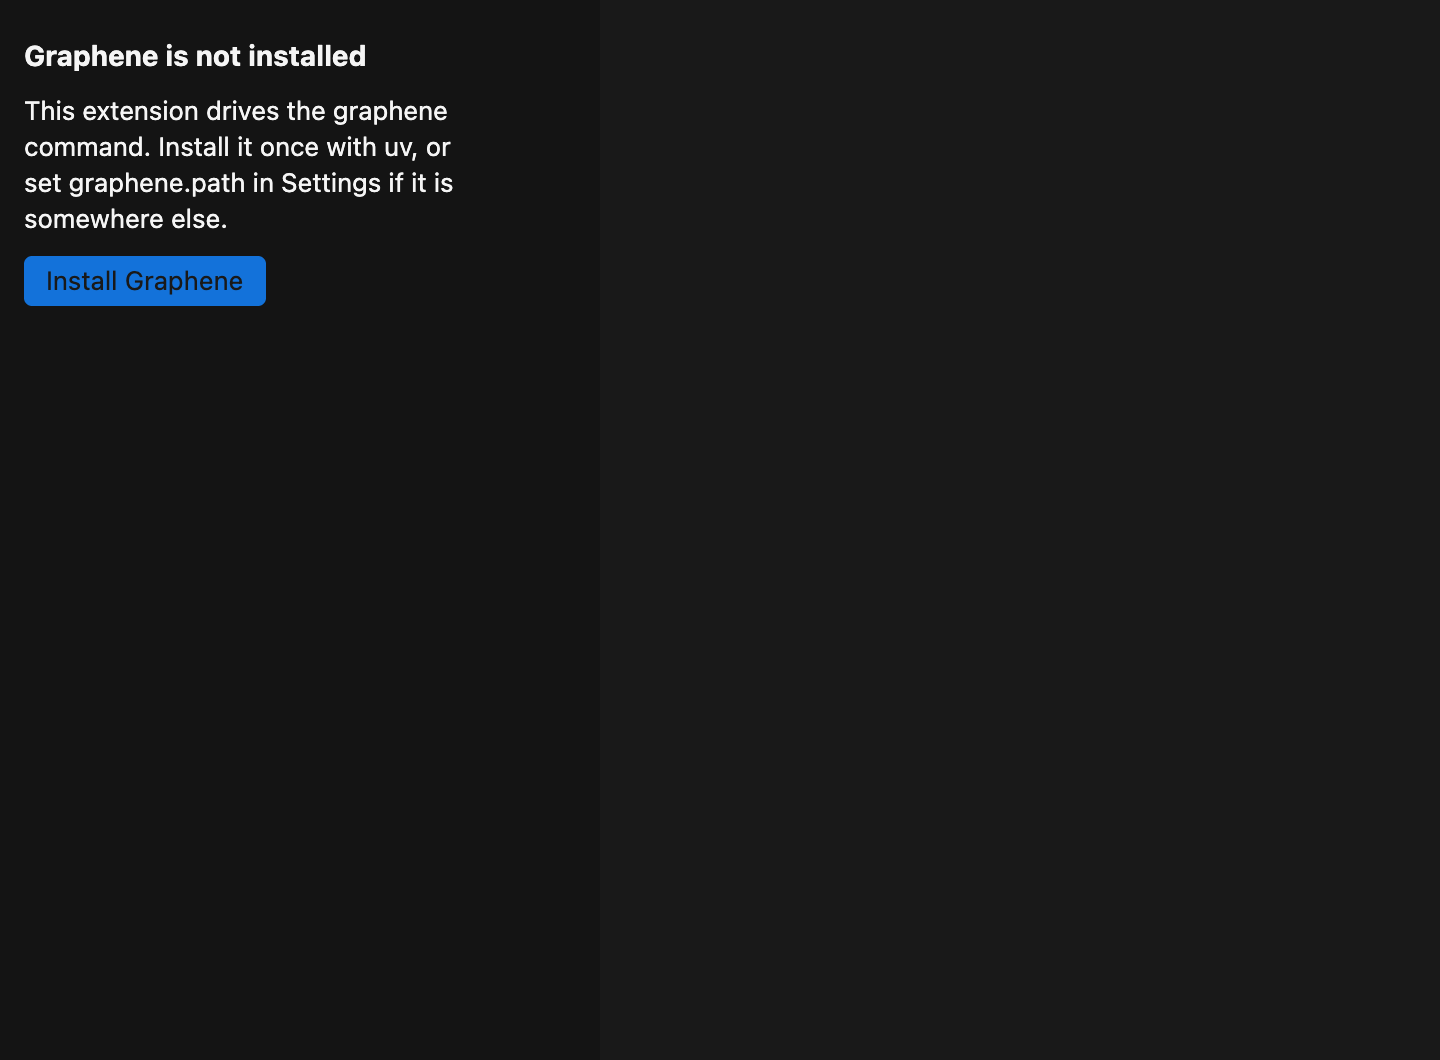 Graphene is not installed
This extension drives the graphene
command. Install it once with uv, or
set graphene.path in Settings if it is
somewhere else.
Install Graphene